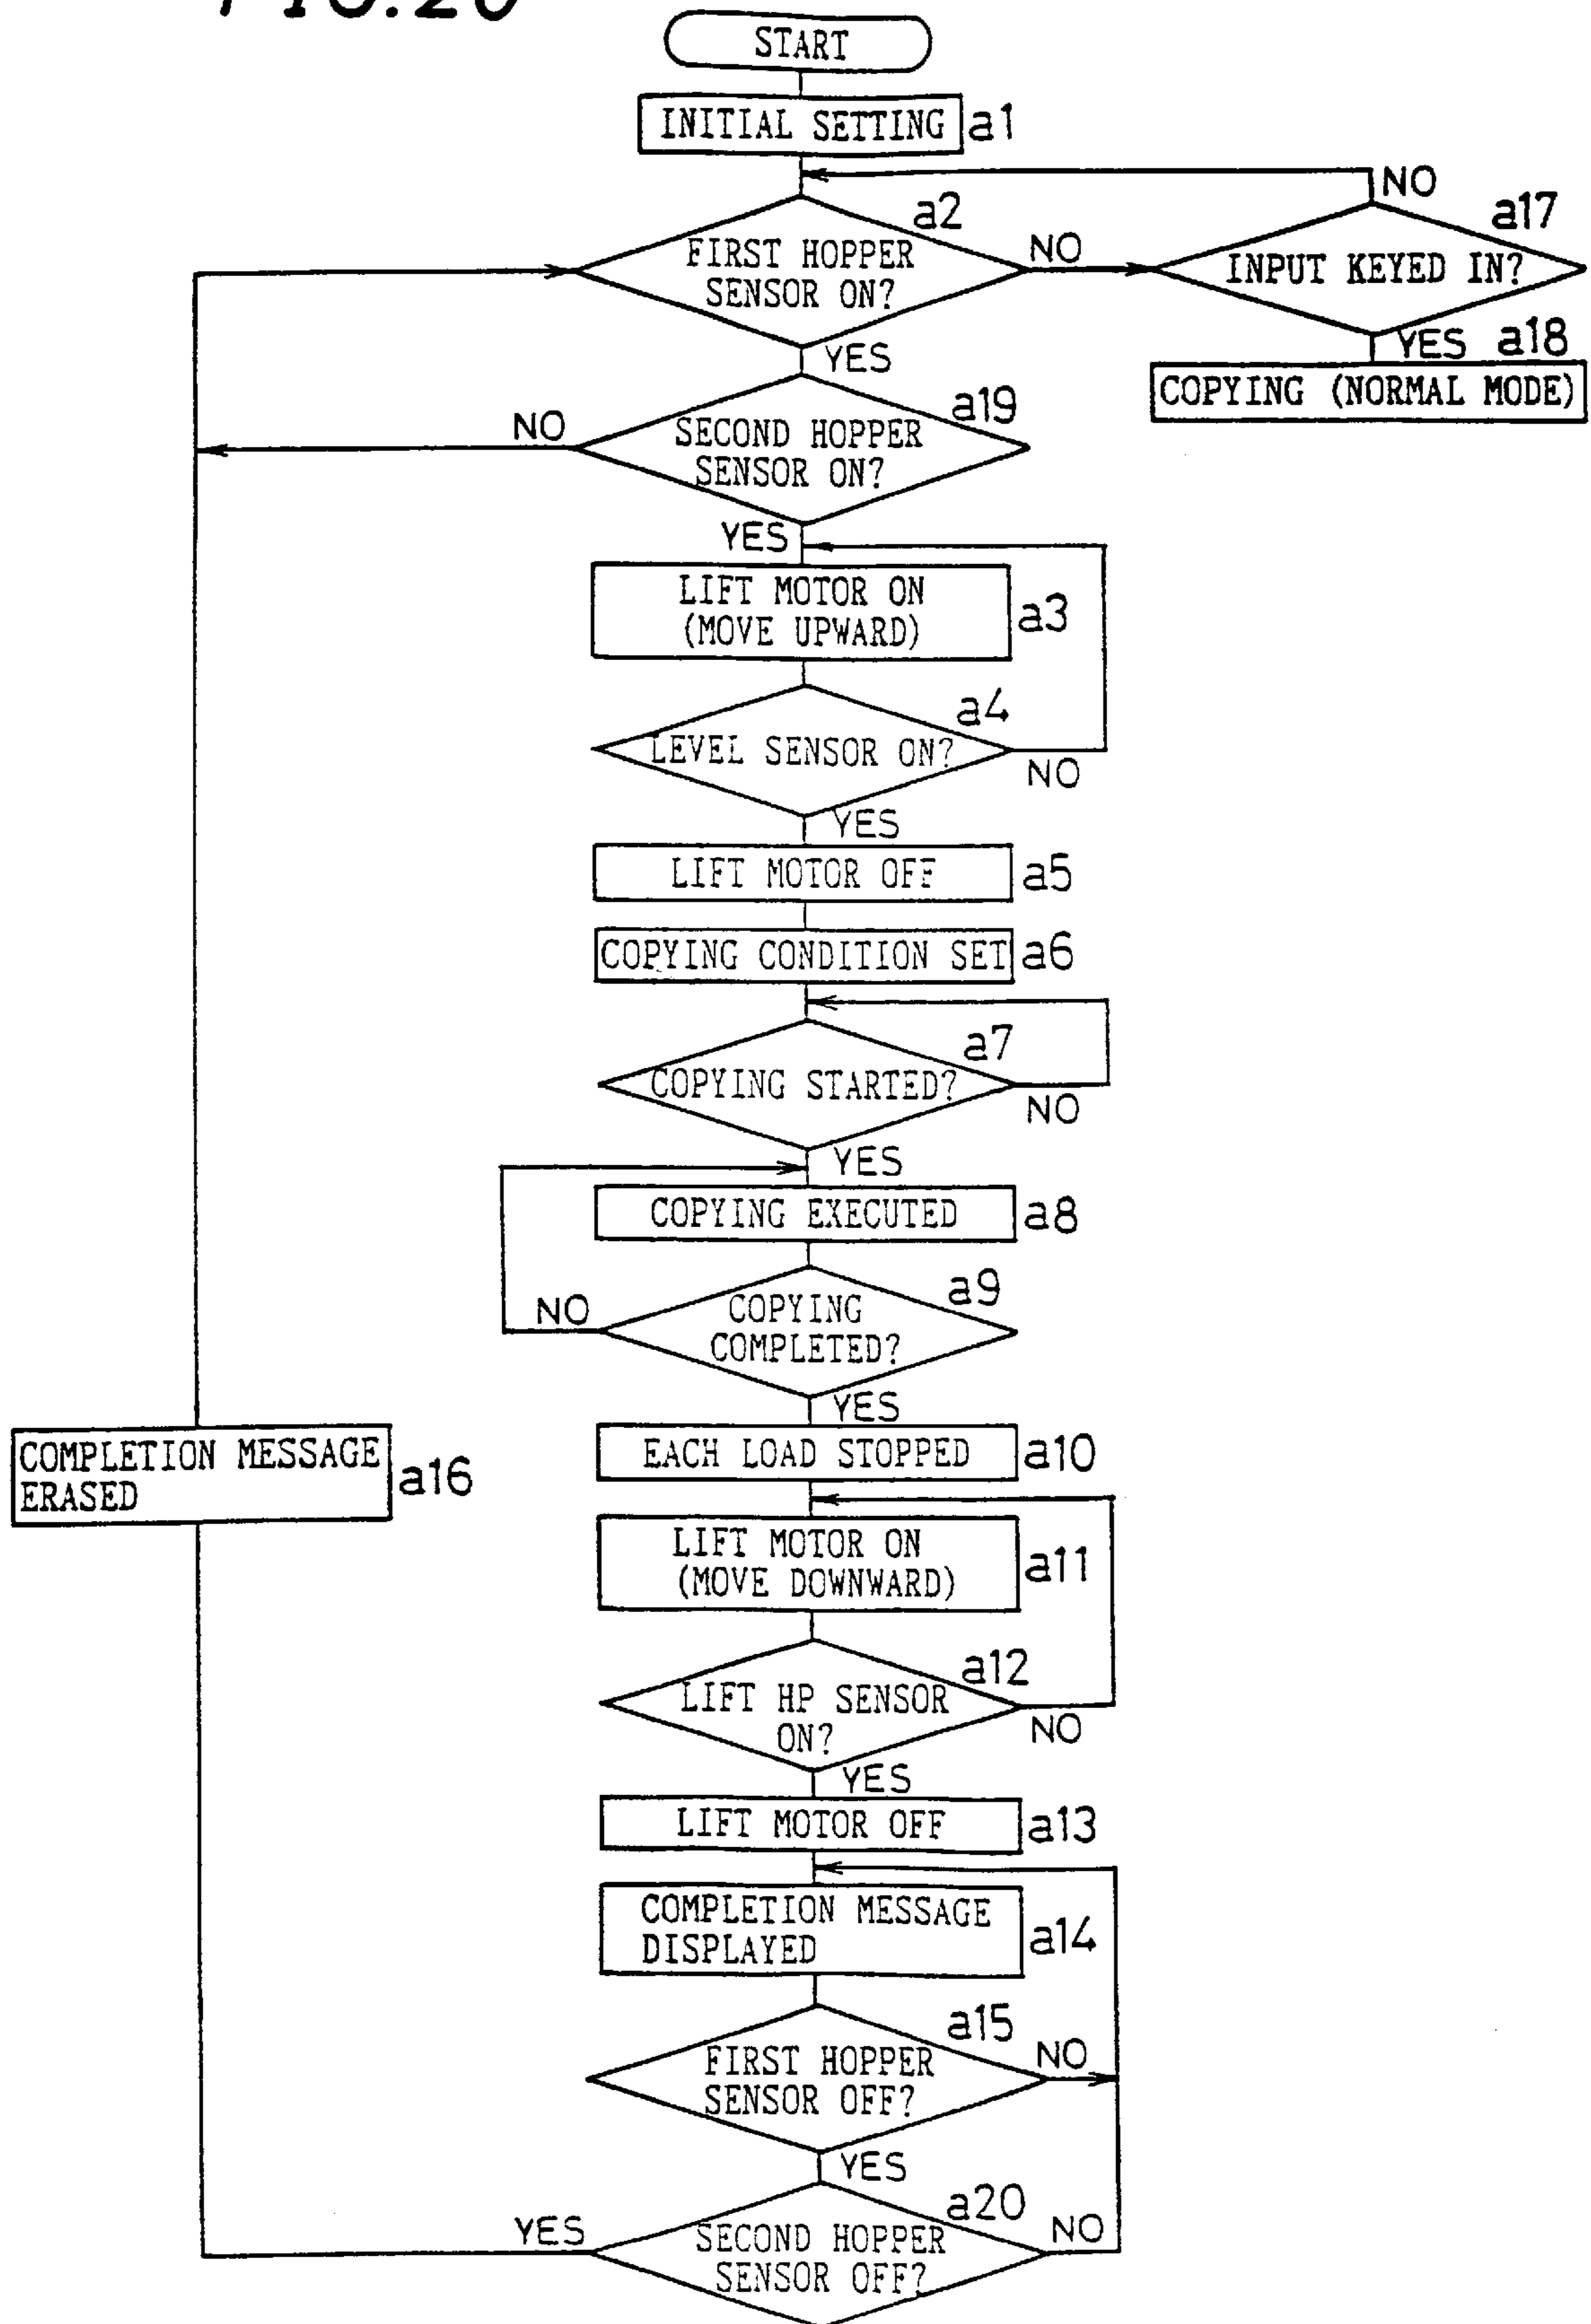 FIG.20
START
INITIAL SETTING a1
NO
a2
a17
FIRST HOPPER
SENSOR ON?
NO
INPUT KEYED IN?
YES
YES a18
COPYING (NORMAL MODE)
a19
NO
SECOND HOPPER
SENSOR ON?
YES
LIFT MOTOR ON
(MOVE UPWARD)
a3
a4
LEVEL SENSOR ON?
NO
YES
LIFT MOTOR OFF a5
COPYING CONDITION SET a6
a7
COPYING STARTED?
NO
YES
COPYING EXECUTED a8
a9
NO
COPYING
COMPLETED?
YES
EACH LOAD STOPPED a10
COMPLETION MESSAGE
ERASED
a16
LIFT MOTOR ON
(MOVE DOWNWARD)
a11
a12
LIFT HP SENSOR
ON?
NO
YES
LIFT MOTOR OFF a13
COMPLETION MESSAGE
DISPLAYED
a14
a15
FIRST HOPPER
SENSOR OFF?
NO
YES
a20
YES
SECOND HOPPER
SENSOR OFF?
NO